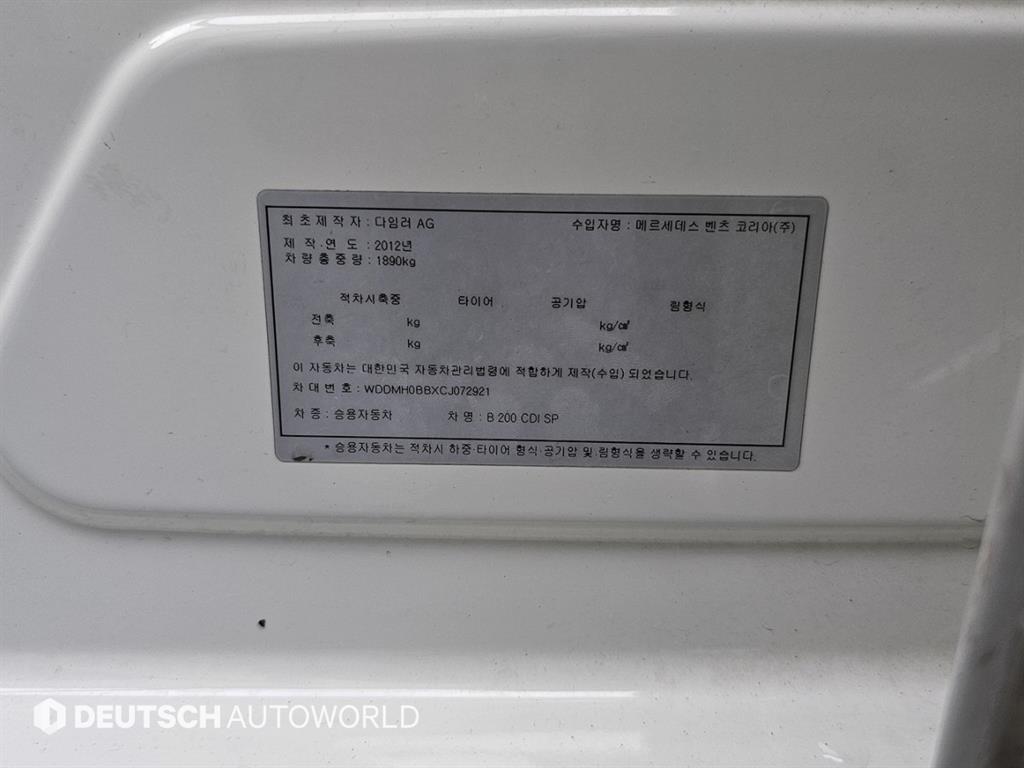 최초제작자 : 다임러 AG 수입자명 : 메르세데스 벤츠 코리아(주)
제 작·연 도 : 2012년
차 량 총 중 량 : 1890kg
적차시축중 타이어 공기압 림형식
전축 kg kg/㎠
후축 kg kg/㎠
이 자동차는 대한민국 자동차관리법령에 적합하게 제작(수입) 되었습니다.
차 대 번 호 : WDDMH0BBXCJ072921
차 종 : 승용자동차 차 명 : B 200 CDI SP
* 승용자동차는 적차시 하중·타이어 형식·공기압 및 림형식을 생략할 수 있습니다.
DEUTSCH AUTOWORLD